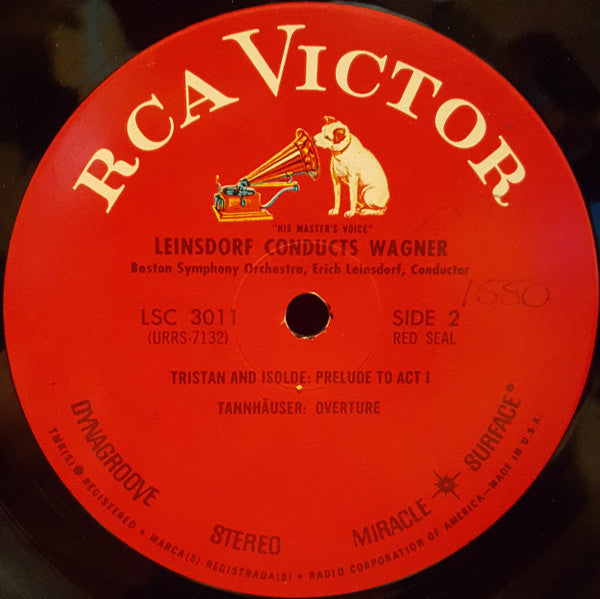 RCA VICTOR
"HIS MASTER'S VOICE"
LEINSDORF CONDUCTS WAGNER
Boston Symphony Orchestra, Erich Leinsdorf, Conductor
1550
LSC 3011
(URRS-7132)
SIDE 2
RED SEAL
TRISTAN AND ISOLDE: PRELUDE TO ACT I
TANNHÄUSER: OVERTURE
DYNAGROOVE
STEREO
MIRACLE SURFACE®
TMK(S) ® REGISTERED • MARCA(S) REGISTRADA(S) • RADIO CORPORATION OF AMERICA—MADE IN U.S.A.